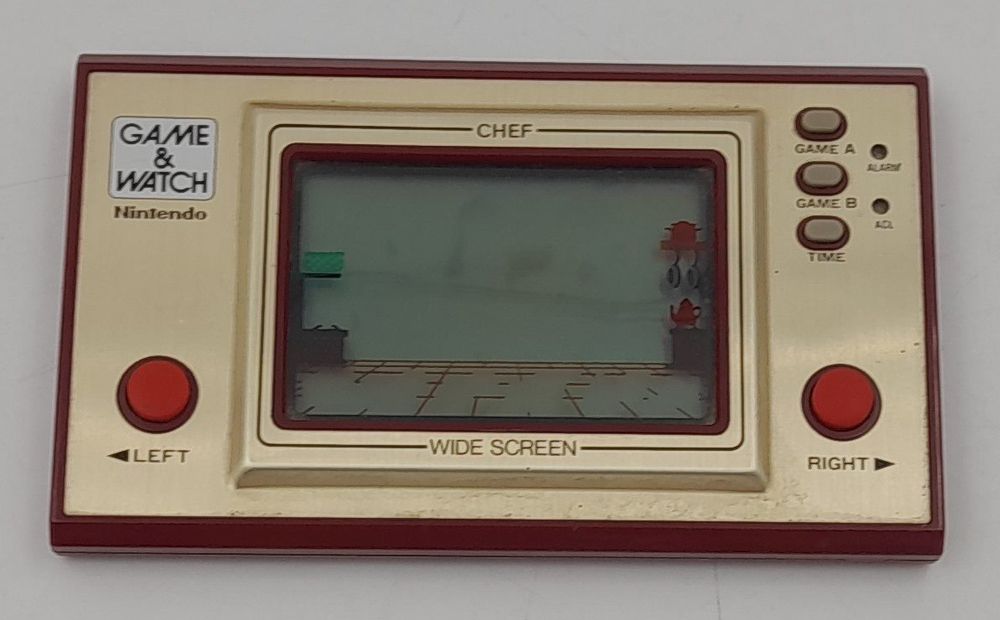 GAME
&
WATCH
Nintendo
CHEF
GAME A
ALARM
GAME B
ACL
TIME
◀LEFT
WIDE SCREEN
RIGHT▶